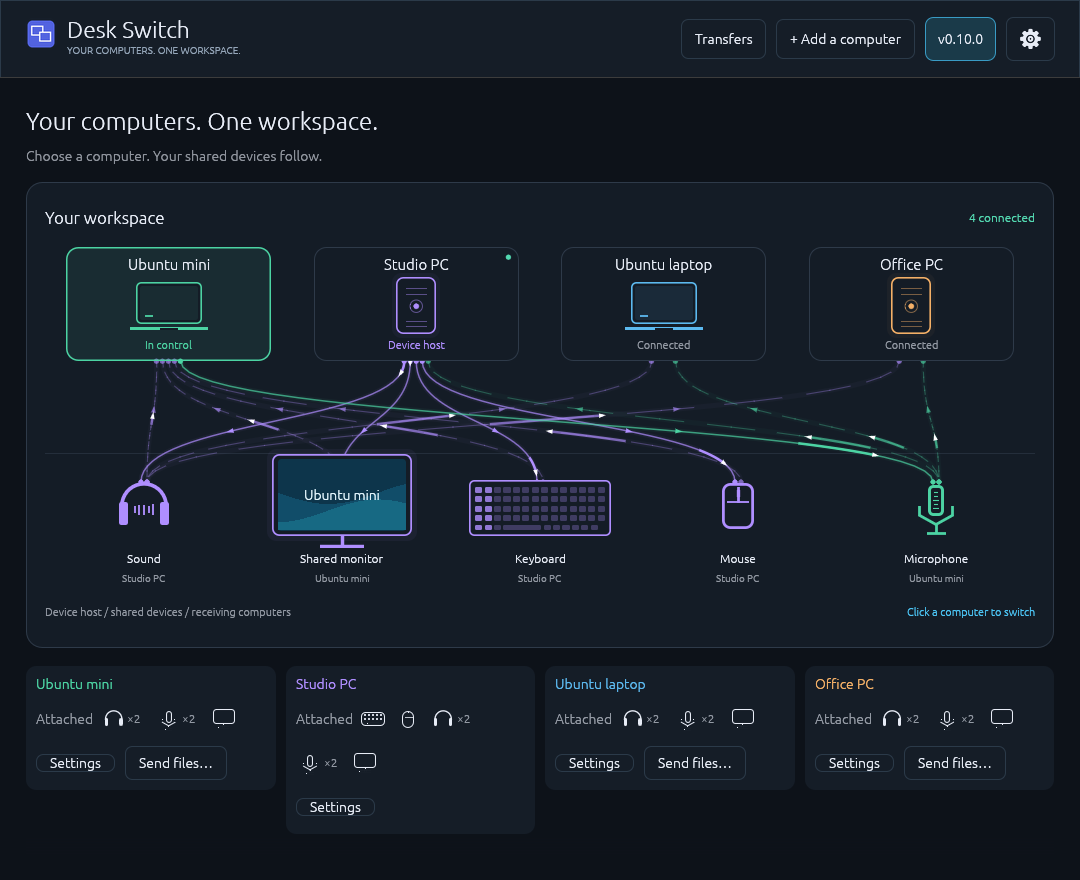 Desk Switch
YOUR COMPUTERS. ONE WORKSPACE.
Transfers
+ Add a computer
v0.10.0
Your computers. One workspace.
Choose a computer. Your shared devices follow.
Your workspace
4 connected
Ubuntu mini
In control
Studio PC
Device host
Ubuntu laptop
Connected
Office PC
Connected
Ubuntu mini
Sound
Studio PC
Shared monitor
Ubuntu mini
Keyboard
Studio PC
Mouse
Studio PC
Microphone
Ubuntu mini
Device host / shared devices / receiving computers
Click a computer to switch
Ubuntu mini
Attached ×2 ×2
Settings
Send files...
Studio PC
Attached ×2
×2
Settings
Ubuntu laptop
Attached ×2 ×2
Settings
Send files...
Office PC
Attached ×2 ×2
Settings
Send files...